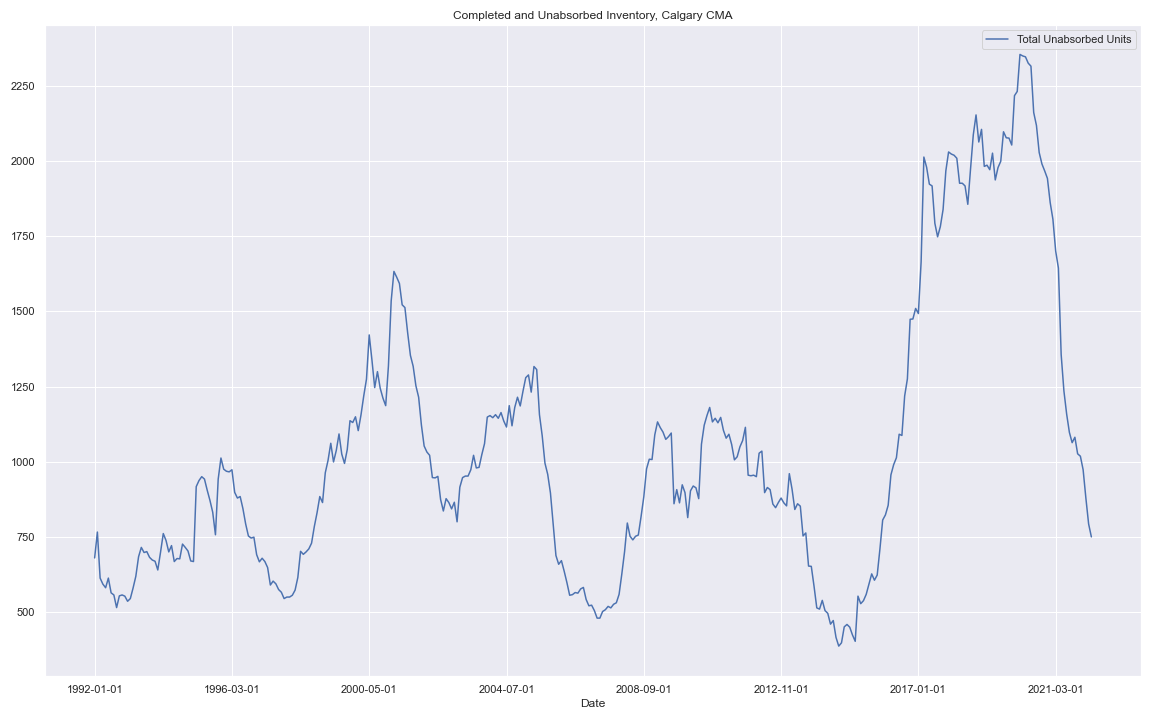 Completed and Unabsorbed Inventory, Calgary CMA
Total Unabsorbed Units
2250
2000
1750
1500
1250
1000
750
500
1992-01-01 1996-03-01 2000-05-01 2004-07-01 2008-09-01 2012-11-01 2017-01-01 2021-03-01
Date